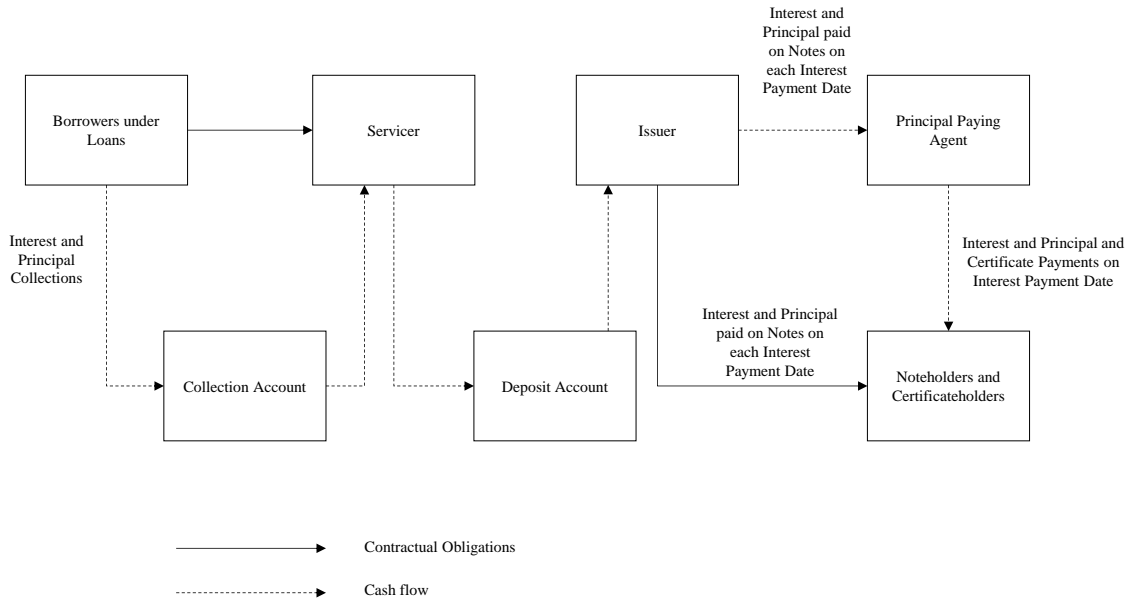 Interest and
Principal paid
on Notes on
each Interest
Payment Date
Borrowers under
Loans
Servicer
Issuer
Principal Paying
Agent
Interest and
Principal
Collections
Interest and Principal and
Certificate Payments on
Interest Payment Date
Interest and Principal
paid on Notes on
each Interest
Payment Date
Collection Account
Deposit Account
Noteholders and
Certificateholders
Contractual Obligations
Cash flow